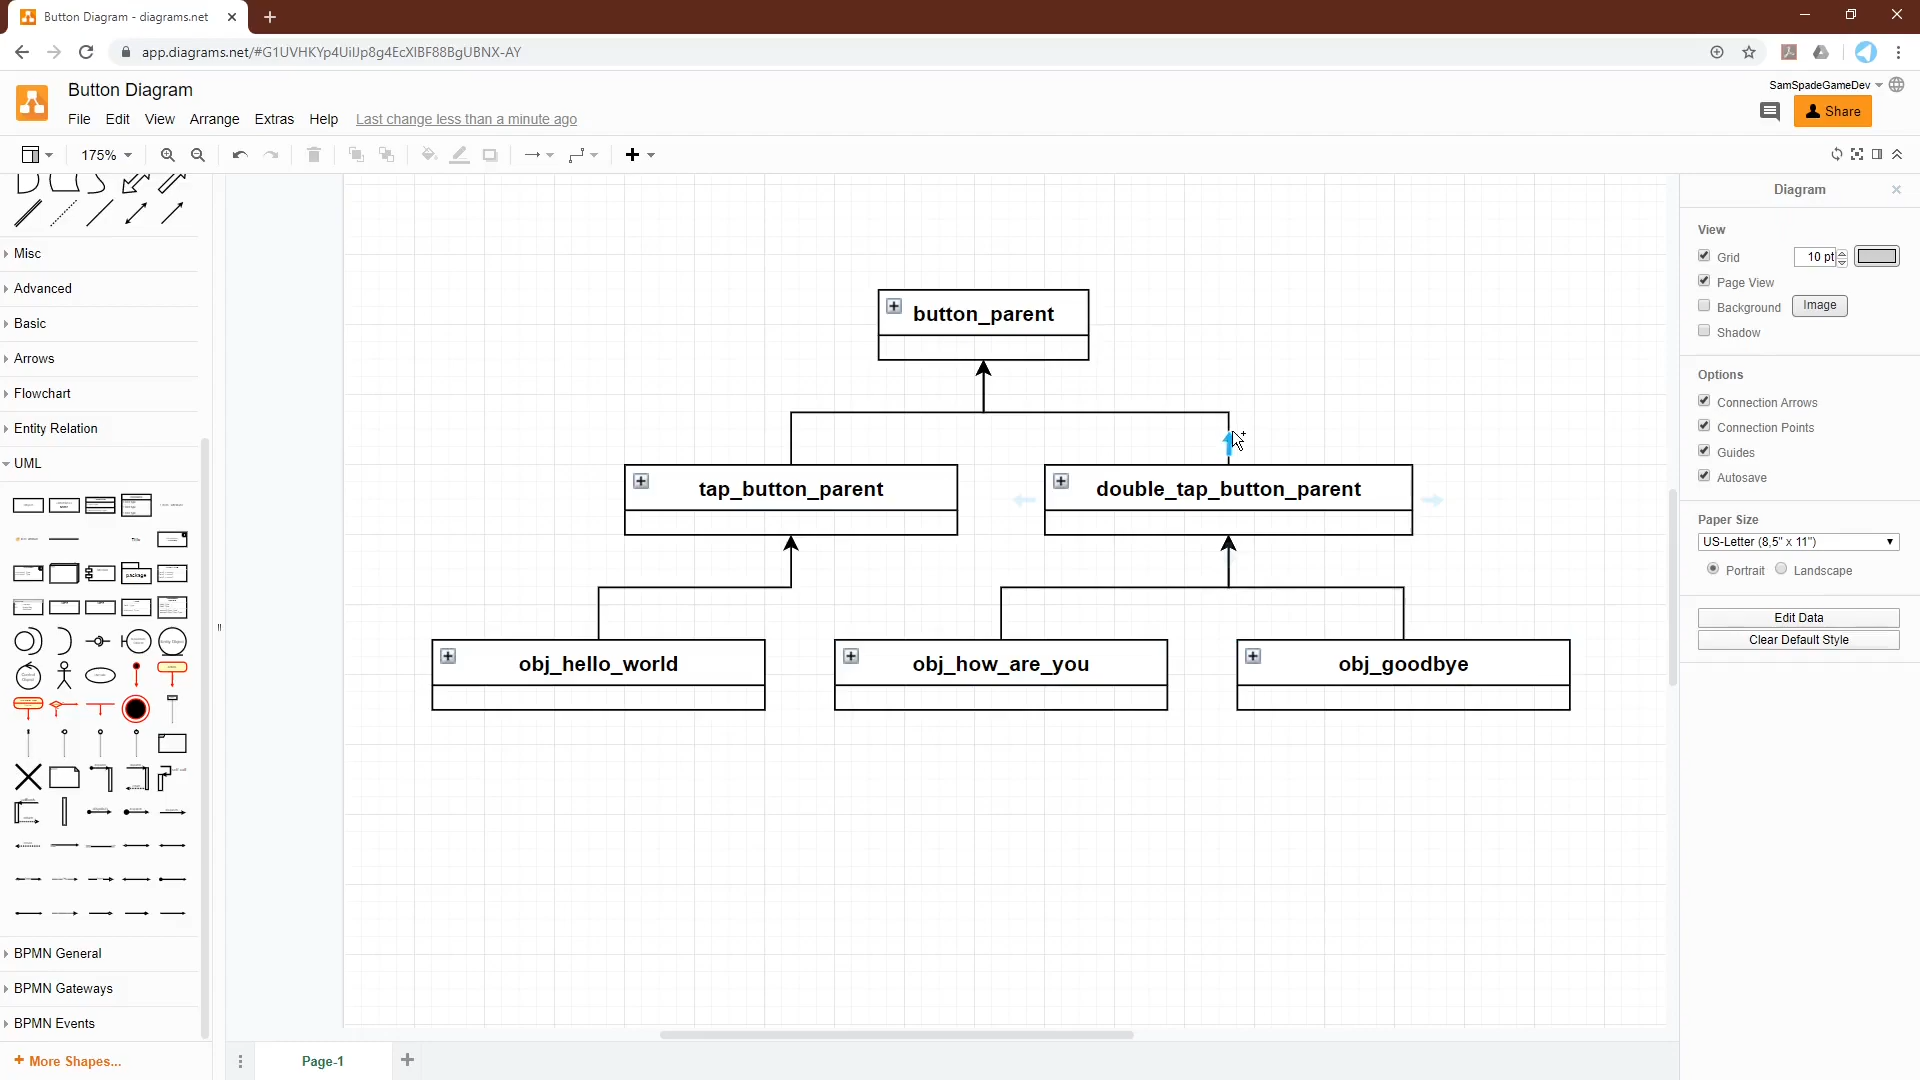 Button Diagram - diagrams.net
app.diagrams.net/#G1UVHKYp4UiIJp8g4EcXlBF88BgUBNX-AY
Button Diagram
SamSpadeGameDev
File Edit View Arrange Extras Help Last change less than a minute ago
Share
175%
Misc
Advanced
Basic
Arrows
Flowchart
Entity Relation
UML
package
BPMN General
BPMN Gateways
BPMN Events
More Shapes...
button_parent
tap_button_parent
double_tap_button_parent
obj_hello_world
obj_how_are_you
obj_goodbye
Page-1
Diagram
View
Grid 10 pt
Page View
Background Image
Shadow
Options
Connection Arrows
Connection Points
Guides
Autosave
Paper Size
US-Letter (8,5" x 11")
Portrait Landscape
Edit Data
Clear Default Style